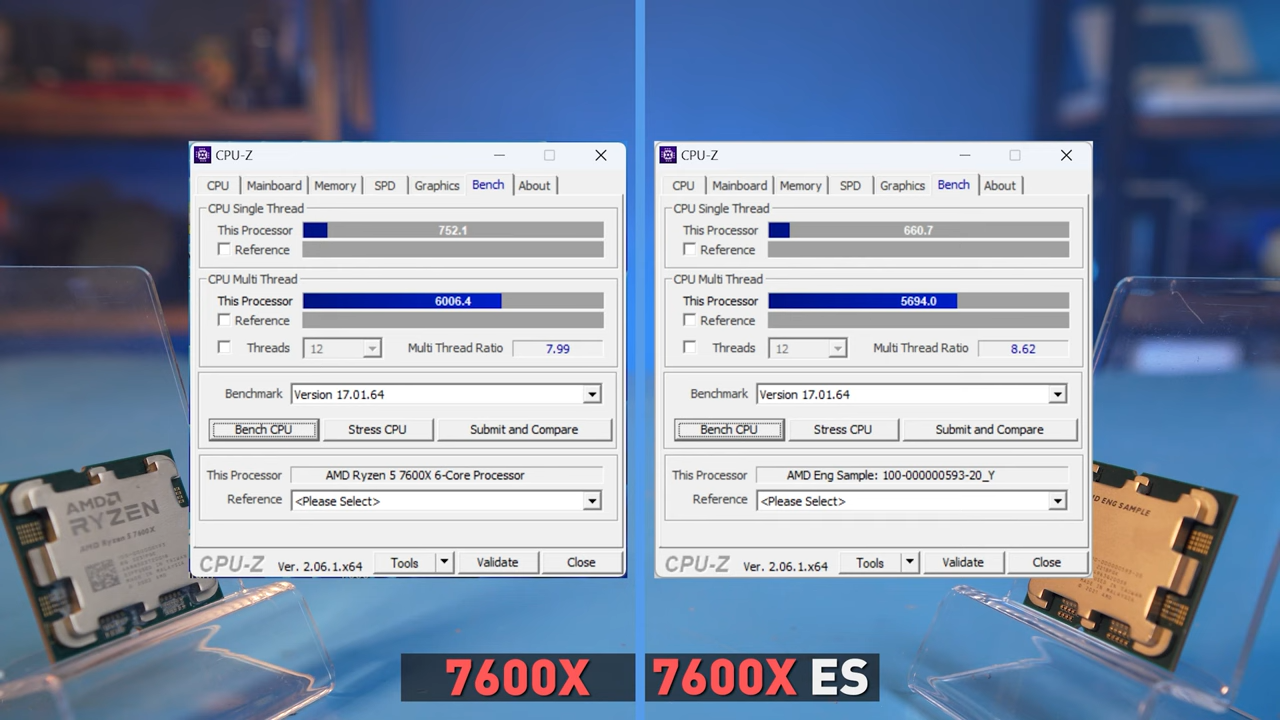 CPU-Z
CPU Mainboard Memory SPD Graphics Bench About
CPU Single Thread
This Processor 752.1
Reference
CPU Multi Thread
This Processor 6006.4
Reference
Threads 12 Multi Thread Ratio 7.99
Benchmark Version 17.01.64
Bench CPU Stress CPU Submit and Compare
This Processor AMD Ryzen 5 7600X 6-Core Processor
Reference <Please Select>
CPU-Z Ver. 2.06.1.x64 Tools Validate Close
AMD
RYZEN
AMD Ryzen 5 7600X
7600X
CPU-Z
CPU Mainboard Memory SPD Graphics Bench About
CPU Single Thread
This Processor 660.7
Reference
CPU Multi Thread
This Processor 5694.0
Reference
Threads 12 Multi Thread Ratio 8.62
Benchmark Version 17.01.64
Bench CPU Stress CPU Submit and Compare
This Processor AMD Eng Sample: 100-000000593-20_Y
Reference <Please Select>
CPU-Z Ver. 2.06.1.x64 Tools Validate Close
ENG SAMPLE
7600X ES